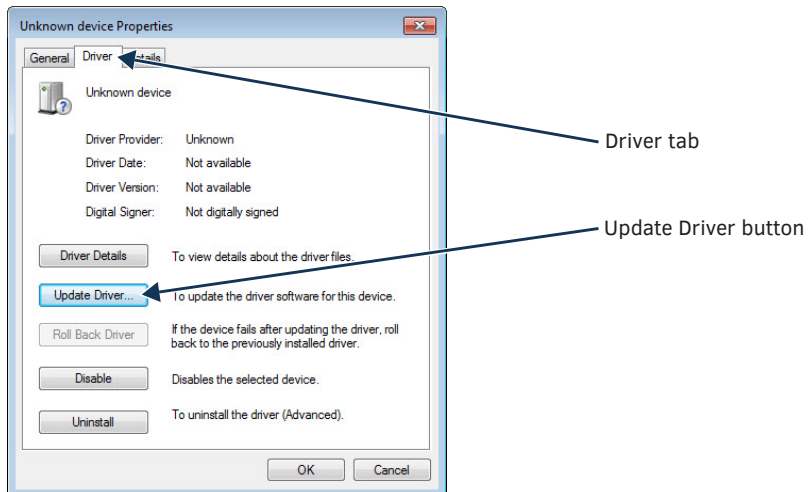 Unknown device Properties
General Driver Details
Unknown device
Driver Provider: Unknown
Driver Date: Not available
Driver Version: Not available
Digital Signer: Not digitally signed
Driver Details To view details about the driver files.
Update Driver... To update the driver software for this device.
Roll Back Driver If the device fails after updating the driver, roll
back to the previously installed driver.
Disable Disables the selected device.
Uninstall To uninstall the driver (Advanced).
OK Cancel
Driver tab
Update Driver button